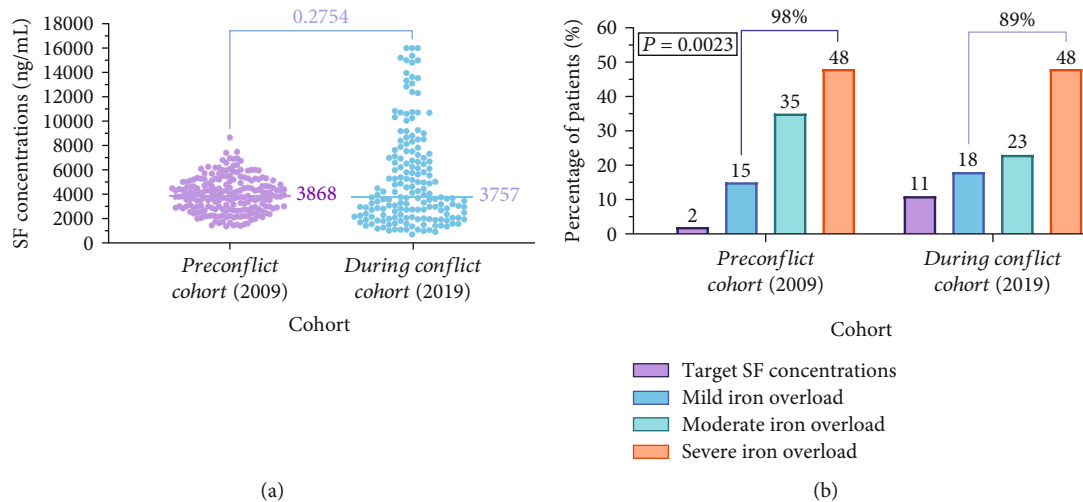 0.2754
SF concentrations (ng/mL)
18000
16000
14000
12000
10000
8000
6000
4000
2000
0
3868
3757
Preconflict
cohort (2009)
During conflict
cohort (2019)
Cohort
(a)
98%
89%
P = 0.0023
Percentage of patients (%)
60
50
40
30
20
10
0
2
15
35
48
11
18
23
48
Preconflict
cohort (2009)
During conflict
cohort (2019)
Cohort
Target SF concentrations
Mild iron overload
Moderate iron overload
Severe iron overload
(b)